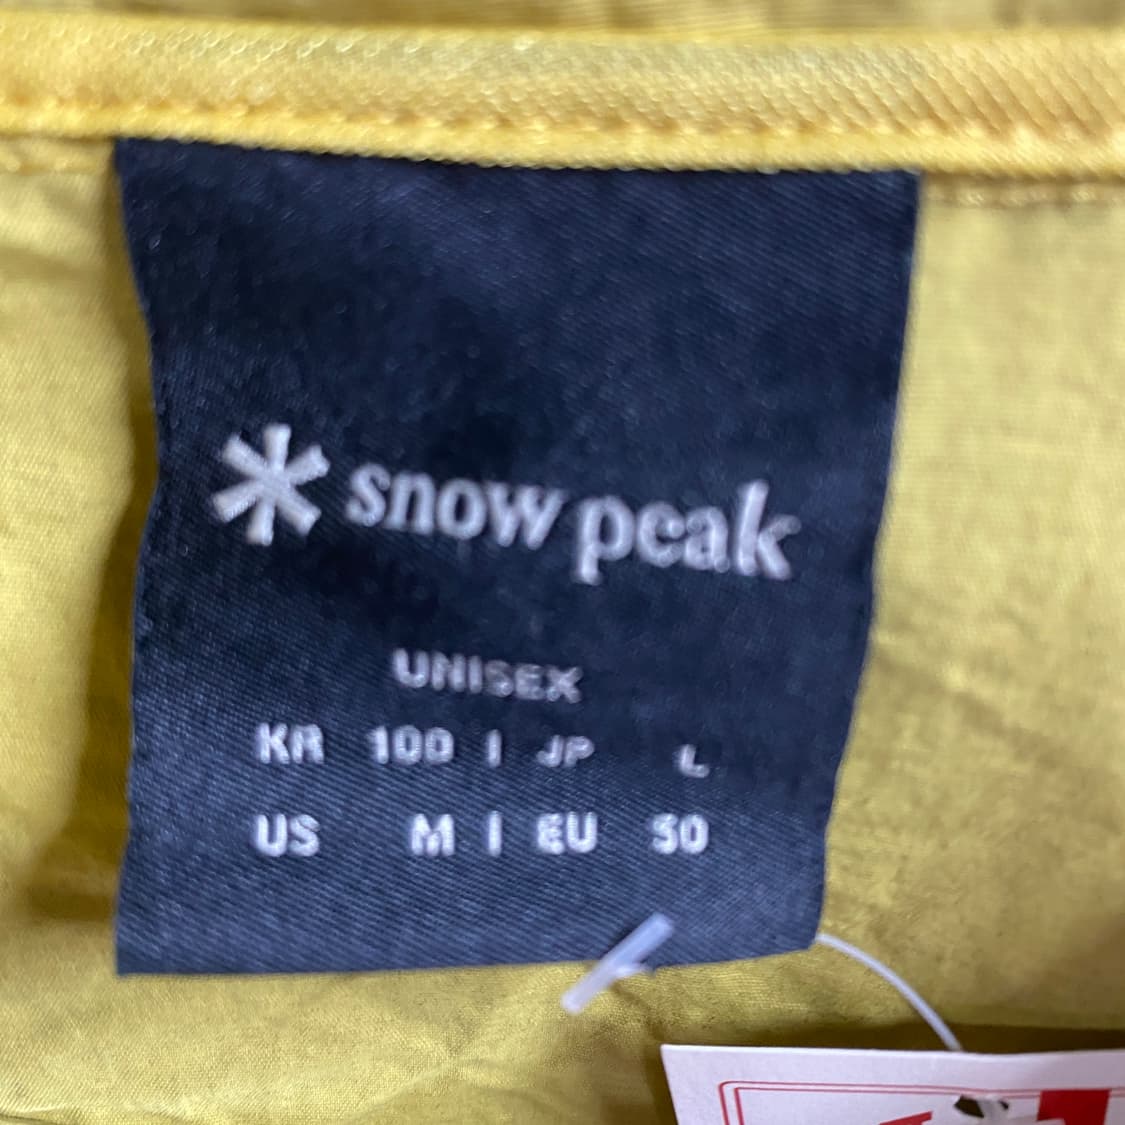 snow peak
UNISEX
KR 100 | JP L
US M | EU 50